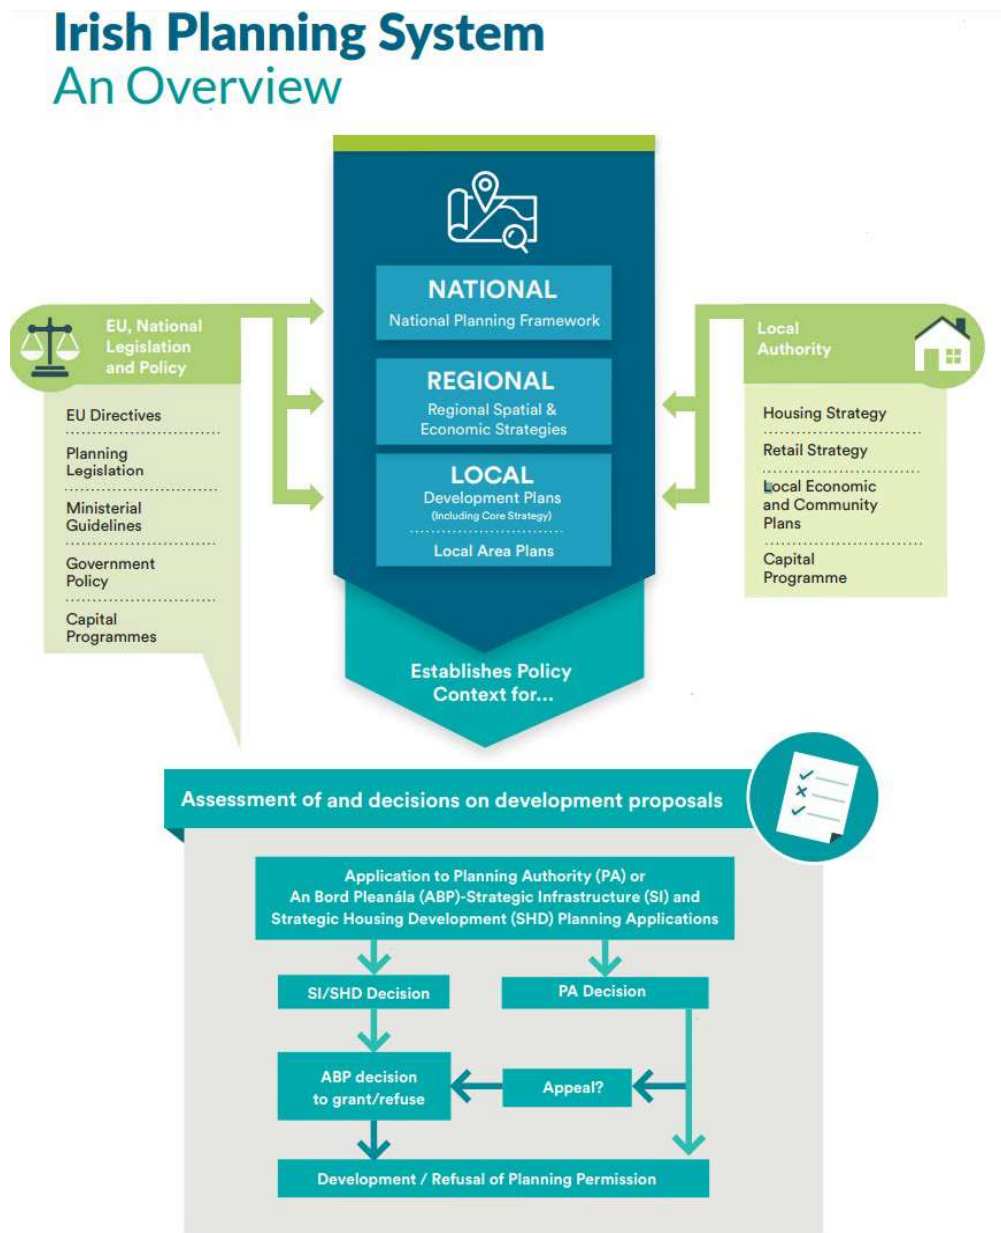 Irish Planning System
An Overview
NATIONAL
National Planning Framework
REGIONAL
Regional Spatial &
Economic Strategies
LOCAL
Development Plans
(Including Core Strategy)
Local Area Plans
EU, National
Legislation
and Policy
EU Directives
Planning
Legislation
Ministerial
Guidelines
Government
Policy
Capital
Programmes
Local
Authority
Housing Strategy
Retail Strategy
Local Economic
and Community
Plans
Capital
Programme
Establishes Policy
Context for...
Assessment of and decisions on development proposals
Application to Planning Authority (PA) or
An Bord Pleanála (ABP)-Strategic Infrastructure (SI) and
Strategic Housing Development (SHD) Planning Applications
SI/SHD Decision
PA Decision
ABP decision
to grant/refuse
Appeal?
Development / Refusal of Planning Permission